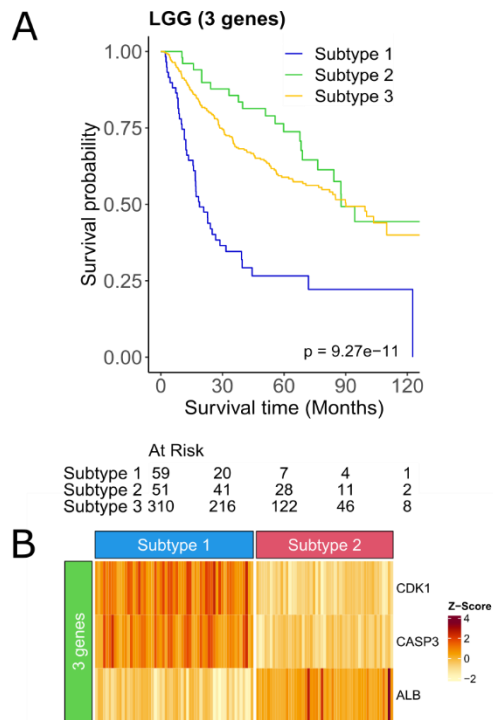 A
LGG (3 genes)
Subtype 1
Subtype 2
Subtype 3
Survival probability
1.00
0.75
0.50
0.25
0.00
p = 9.27e−11
0 30 60 90 120
Survival time (Months)
At Risk
Subtype 1 59 20 7 4 1
Subtype 2 51 41 28 11 2
Subtype 3 310 216 122 46 8
B
Subtype 1 Subtype 2
3 genes
CDK1
CASP3
ALB
Z−Score
4
2
0
−2